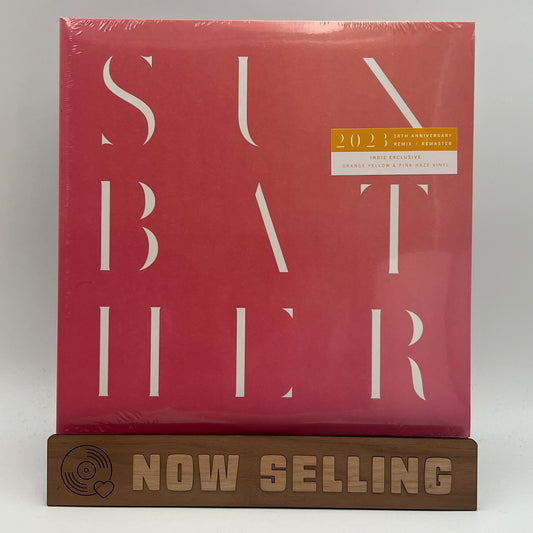 SUN
BAT
HER
2023 10TH ANNIVERSARY
REMIX / REMASTER
INDIE EXCLUSIVE
ORANGE YELLOW & PINK HAZE VINYL
NOW SELLING